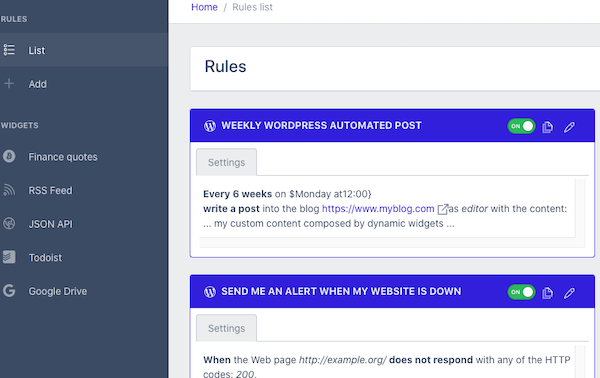 RULES
List
Add
WIDGETS
Finance quotes
RSS Feed
JSON API
Todoist
Google Drive
Home / Rules list
Rules
WEEKLY WORDPRESS AUTOMATED POST
ON
Settings
Every 6 weeks on $Monday at12:00}
write a post into the blog https://www.myblog.com as editor with the content:
... my custom content composed by dynamic widgets ...
SEND ME AN ALERT WHEN MY WEBSITE IS DOWN
ON
Settings
When the Web page http://example.org/ does not respond with any of the HTTP
codes: 200.